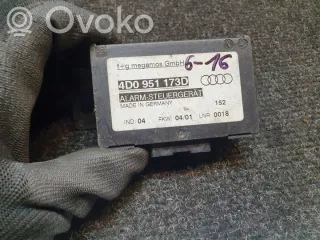 Ovoko
f+g megamos GmbH
6-16
4D0 951 173D
ALARM-STEUERGERÄT
MADE IN GERMANY
152
IND 04
FKW 04/01 LNR 0018
Ovoko